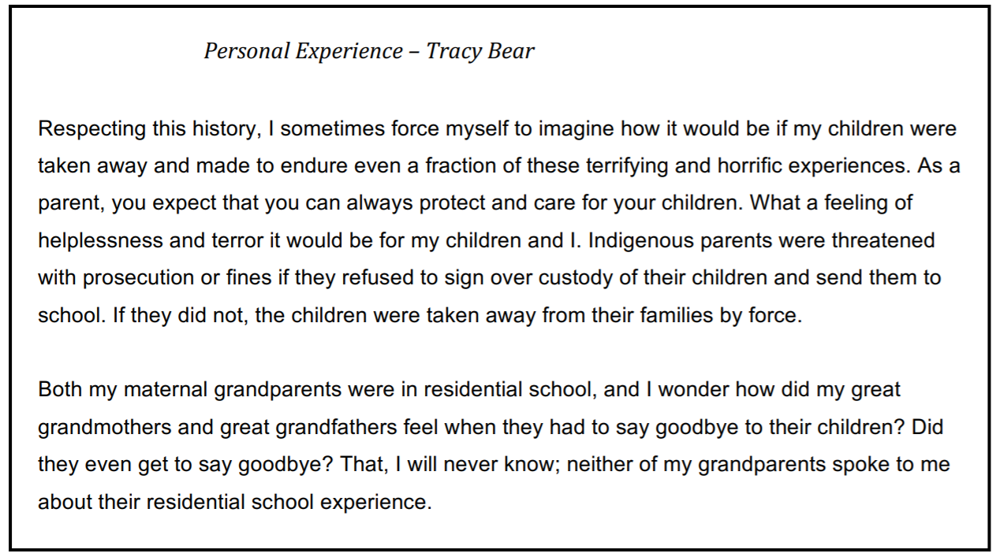 Personal Experience – Tracy Bear
Respecting this history, I sometimes force myself to imagine how it would be if my children were
taken away and made to endure even a fraction of these terrifying and horrific experiences. As a
parent, you expect that you can always protect and care for your children. What a feeling of
helplessness and terror it would be for my children and I. Indigenous parents were threatened
with prosecution or fines if they refused to sign over custody of their children and send them to
school. If they did not, the children were taken away from their families by force.
Both my maternal grandparents were in residential school, and I wonder how did my great
grandmothers and great grandfathers feel when they had to say goodbye to their children? Did
they even get to say goodbye? That, I will never know; neither of my grandparents spoke to me
about their residential school experience.